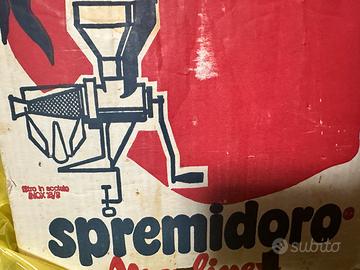 filtro in acciaio
INOX 18/8
spremidoro
subito